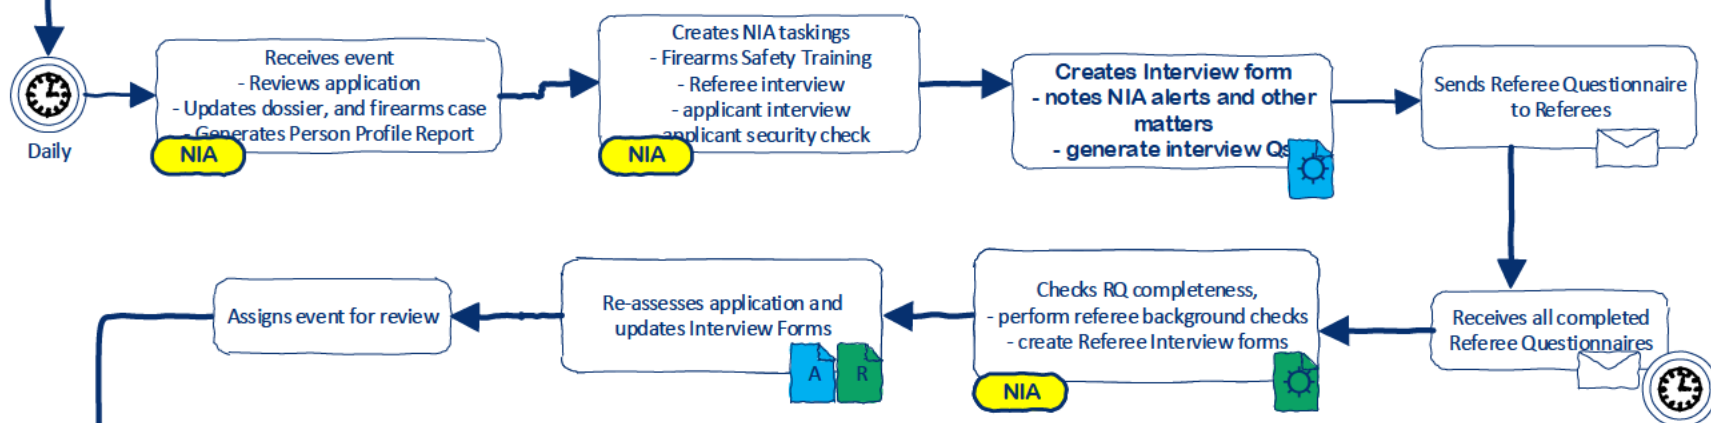 Daily
Receives event
- Reviews application
- Updates dossier, and firearms case
- Generates Person Profile Report
NIA
Creates NIA taskings
- Firearms Safety Training
- Referee interview
- applicant interview
applicant security check
NIA
Creates Interview form
- notes NIA alerts and other
matters
- generate interview Qs
Sends Referee Questionnaire
to Referees
Receives all completed
Referee Questionnaires
Checks RQ completeness,
- perform referee background checks
- create Referee Interview forms
NIA
Re-assesses application and
updates Interview Forms
A
R
Assigns event for review